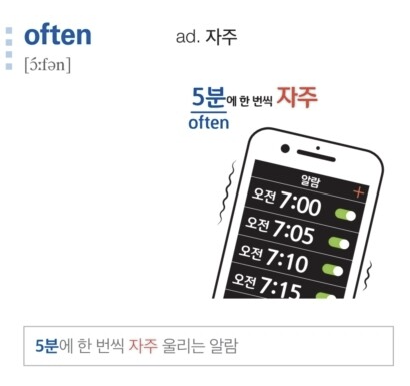 often ad. 자주
[ɔ́ːfən]
5분에 한 번씩 자주
often
알람 +
오전 7:00
오전 7:05
오전 7:10
오전 7:15
5분에 한 번씩 자주 울리는 알람